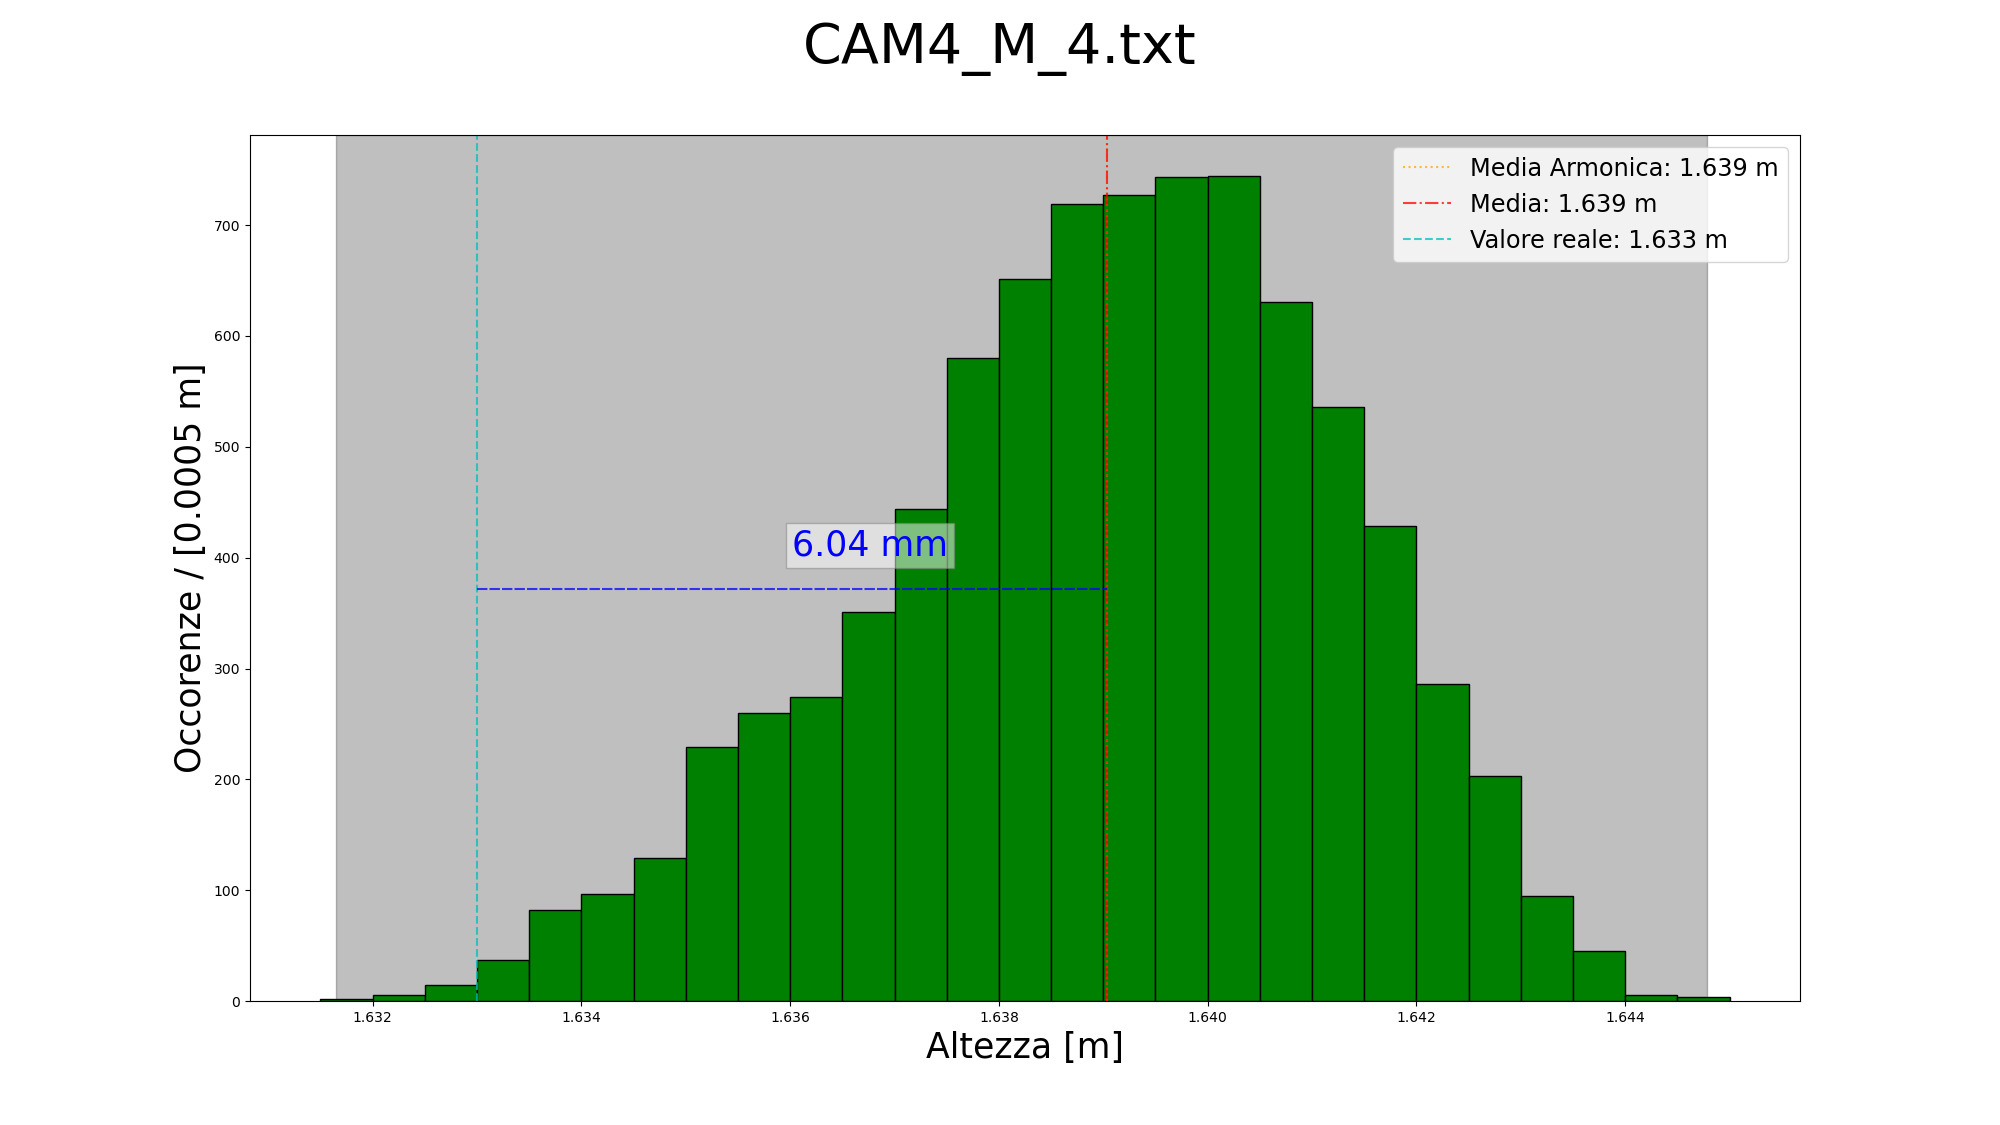 CAM4_M_4.txt
Media Armonica: 1.639 m
Media: 1.639 m
Valore reale: 1.633 m
700
600
500
400
300
200
100
0
Occorenze / [0.0005 m]
6.04 mm
1.632 1.634 1.636 1.638 1.640 1.642 1.644
Altezza [m]